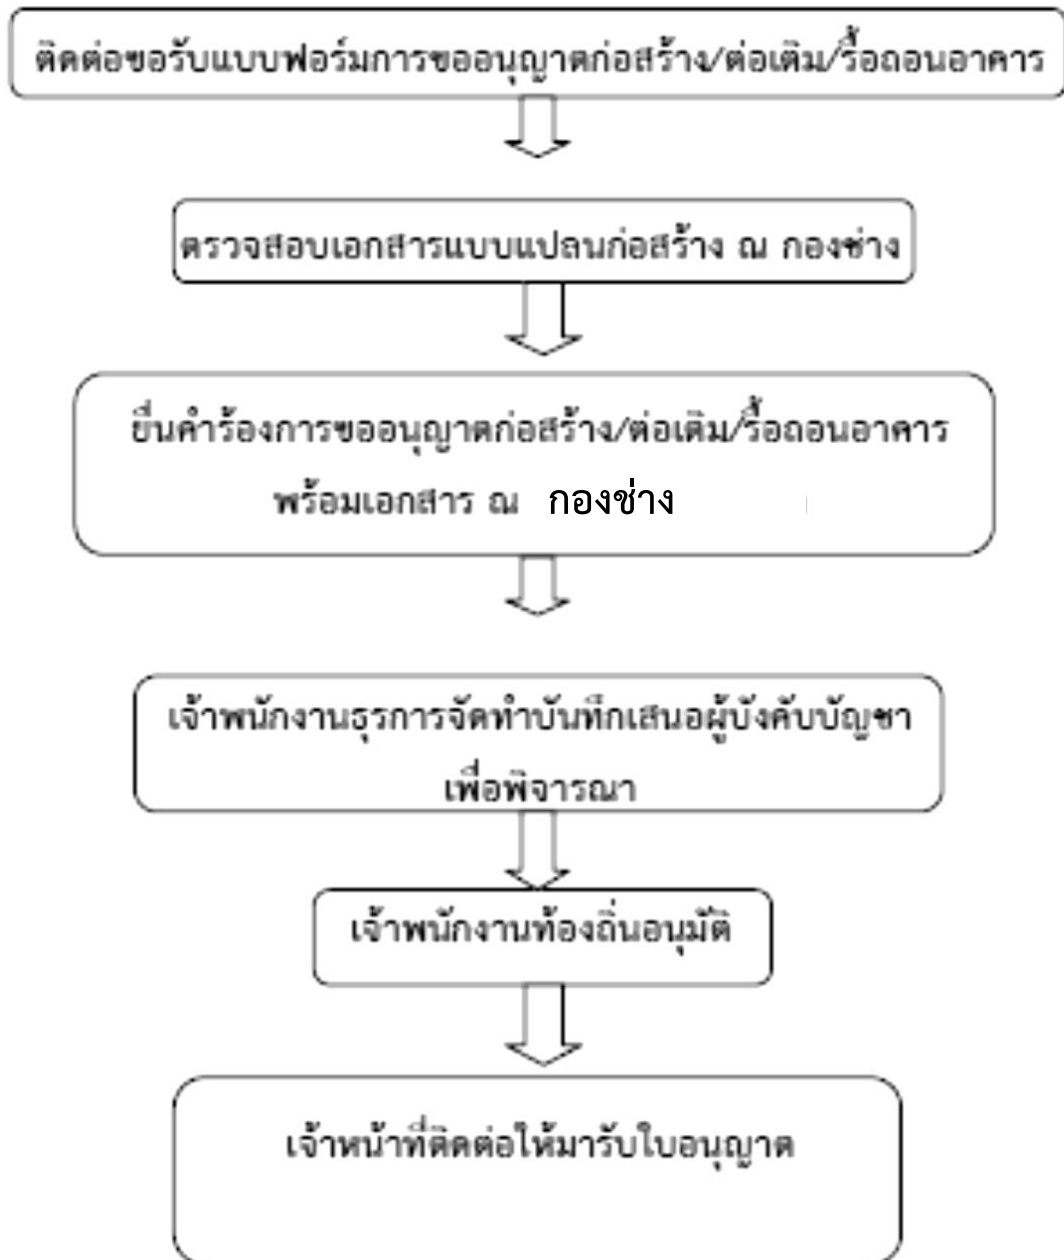 ติดต่อขอรับแบบฟอร์มการขออนุญาตก่อสร้าง/ต่อเติม/รื้อถอนอาคาร
ตรวจสอบเอกสารแบบแปลนก่อสร้าง ณ กองช่าง
ยื่นคำร้องการขออนุญาตก่อสร้าง/ต่อเติม/รื้อถอนอาคาร
พร้อมเอกสาร ณ กองช่าง
เจ้าพนักงานธุรการจัดทำบันทึกเสนอผู้บังคับบัญชา
เพื่อพิจารณา
เจ้าพนักงานท้องถิ่นอนุมัติ
เจ้าหน้าที่ติดต่อให้มารับใบอนุญาต